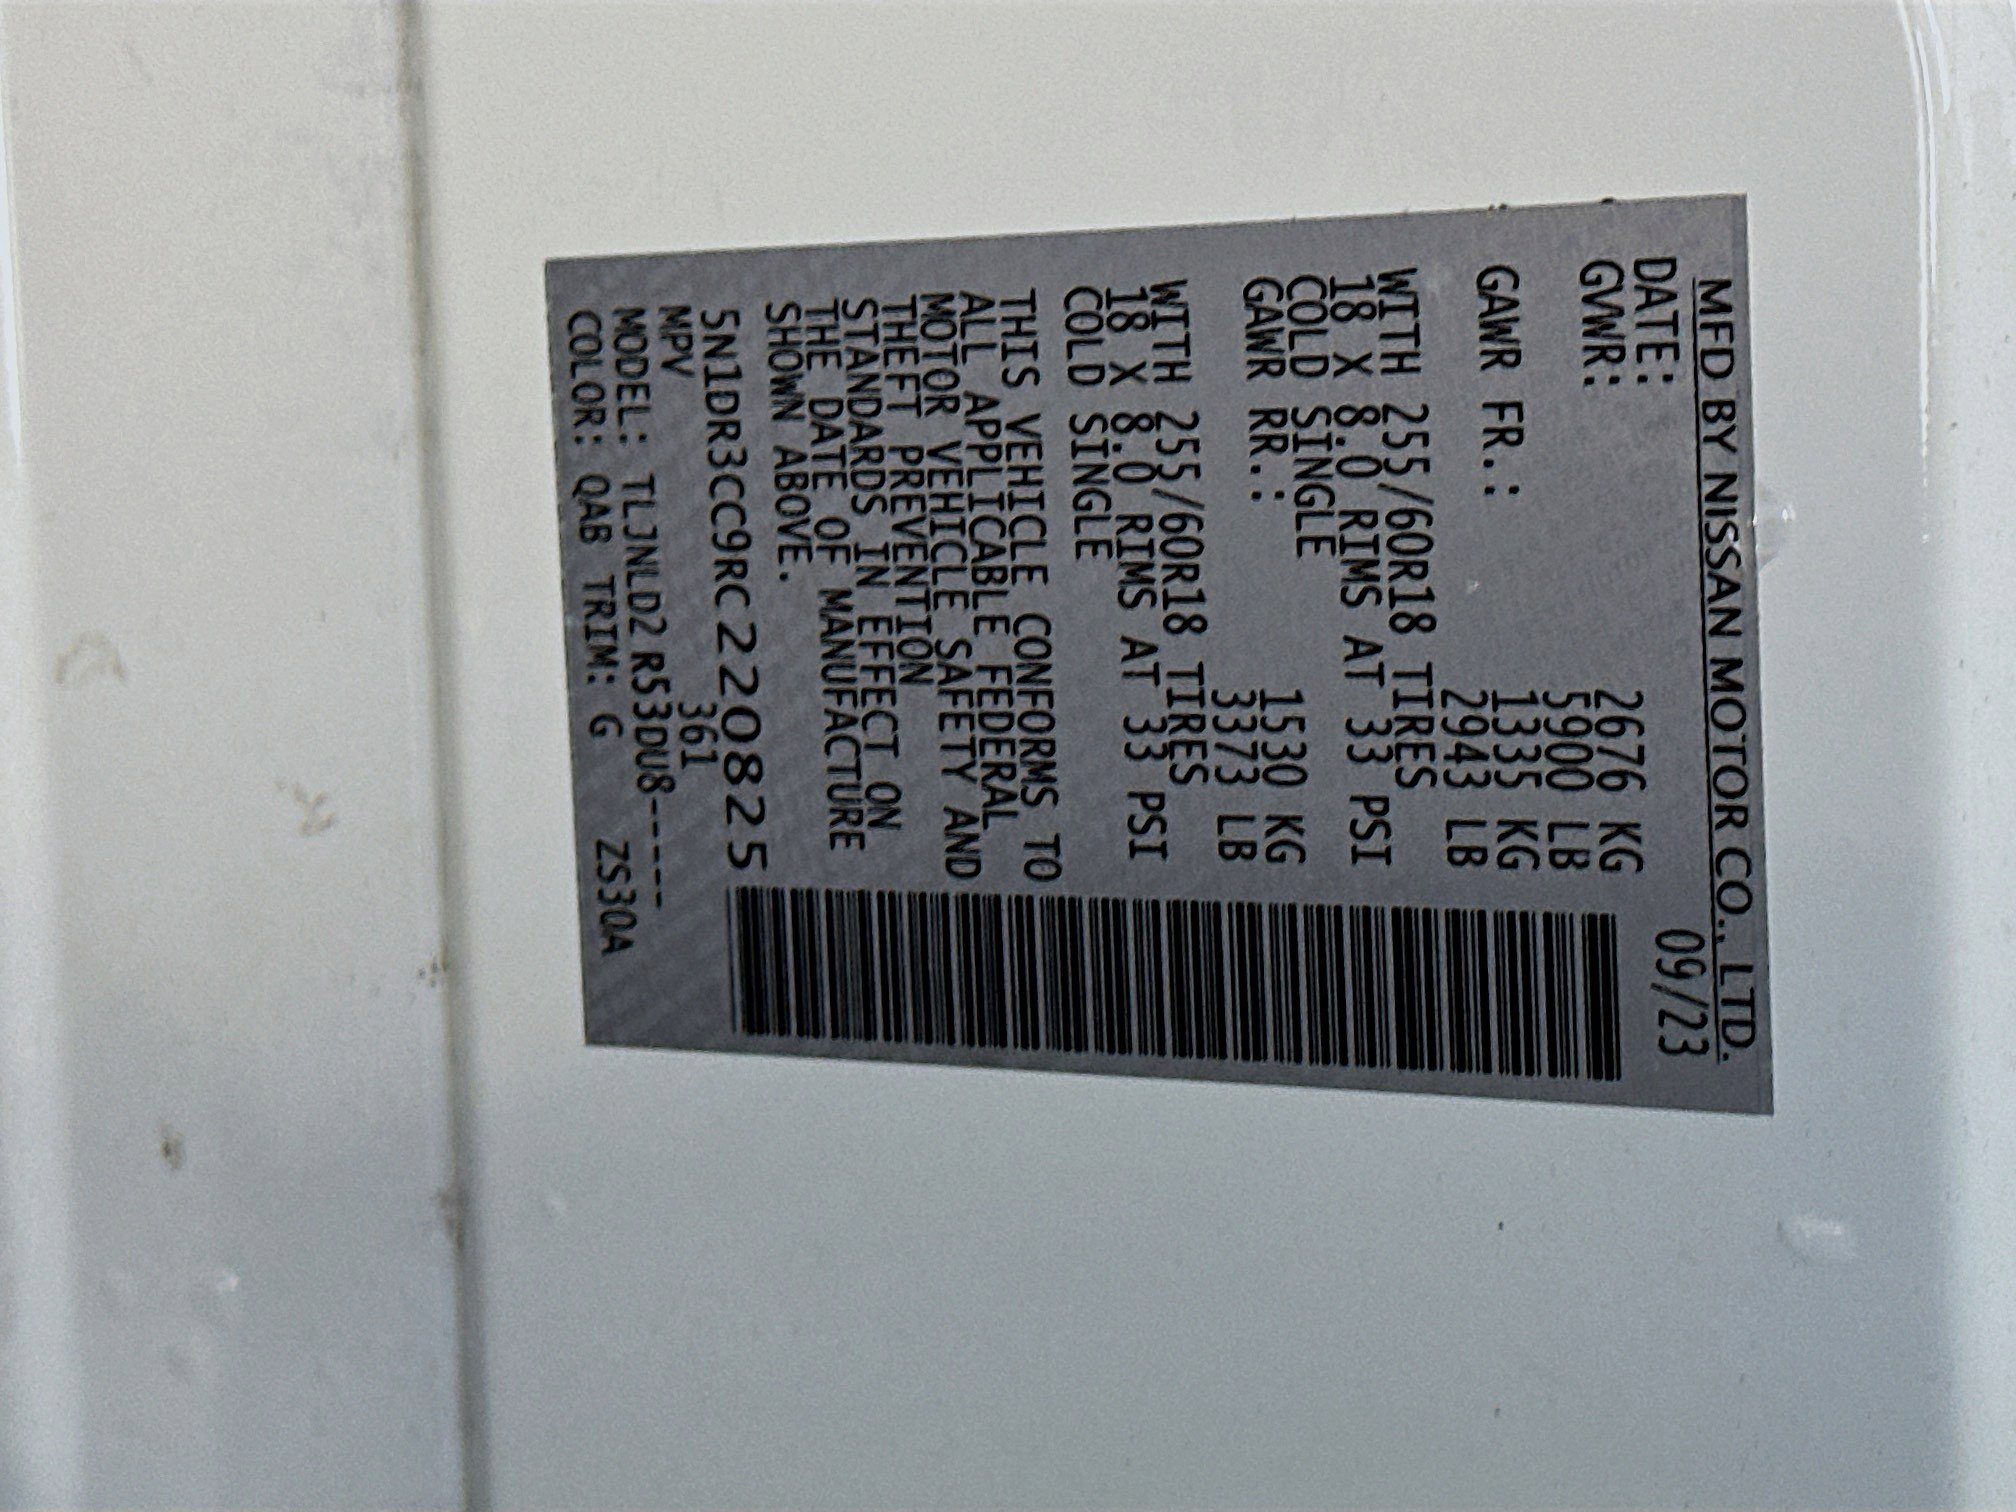 MFD BY NISSAN MOTOR CO., LTD.
DATE: 09/23
GVWR: 2676 KG
5900 LB
GAWR FR.: 1335 KG
2943 LB
WITH 255/60R18 TIRES
18 X 8.0 RIMS AT 33 PSI
COLD SINGLE
GAWR RR.: 1530 KG
3373 LB
WITH 255/60R18 TIRES
18 X 8.0 RIMS AT 33 PSI
COLD SINGLE
THIS VEHICLE CONFORMS TO
ALL APPLICABLE FEDERAL
MOTOR VEHICLE SAFETY AND
THEFT PREVENTION
STANDARDS IN EFFECT ON
THE DATE OF MANUFACTURE
SHOWN ABOVE.
5N1DR3CC9RC220825
MPV 361
MODEL: TLJNLD2 R53DU8------
COLOR: QAB TRIM: G ZS30A